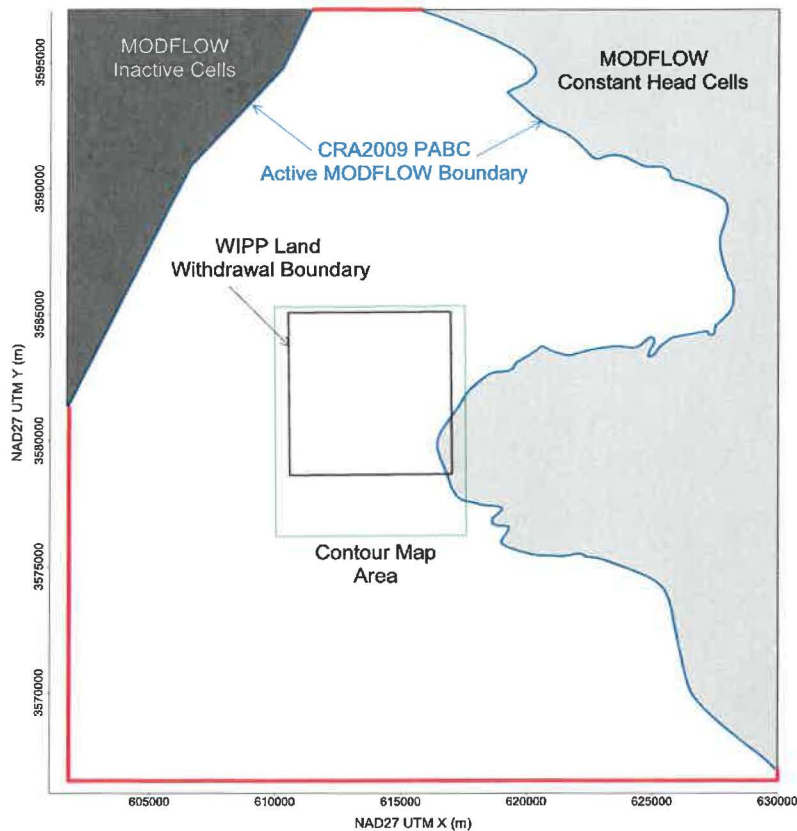 MODFLOW
Inactive Cells
MODFLOW
Constant Head Cells
CRA2009 PABC
Active MODFLOW Boundary
WIPP Land
Withdrawal Boundary
Contour Map
Area
NAD27 UTM Y (m)
3595000
3590000
3585000
3580000
3575000
3570000
605000 610000 615000 620000 625000 630000
NAD27 UTM X (m)